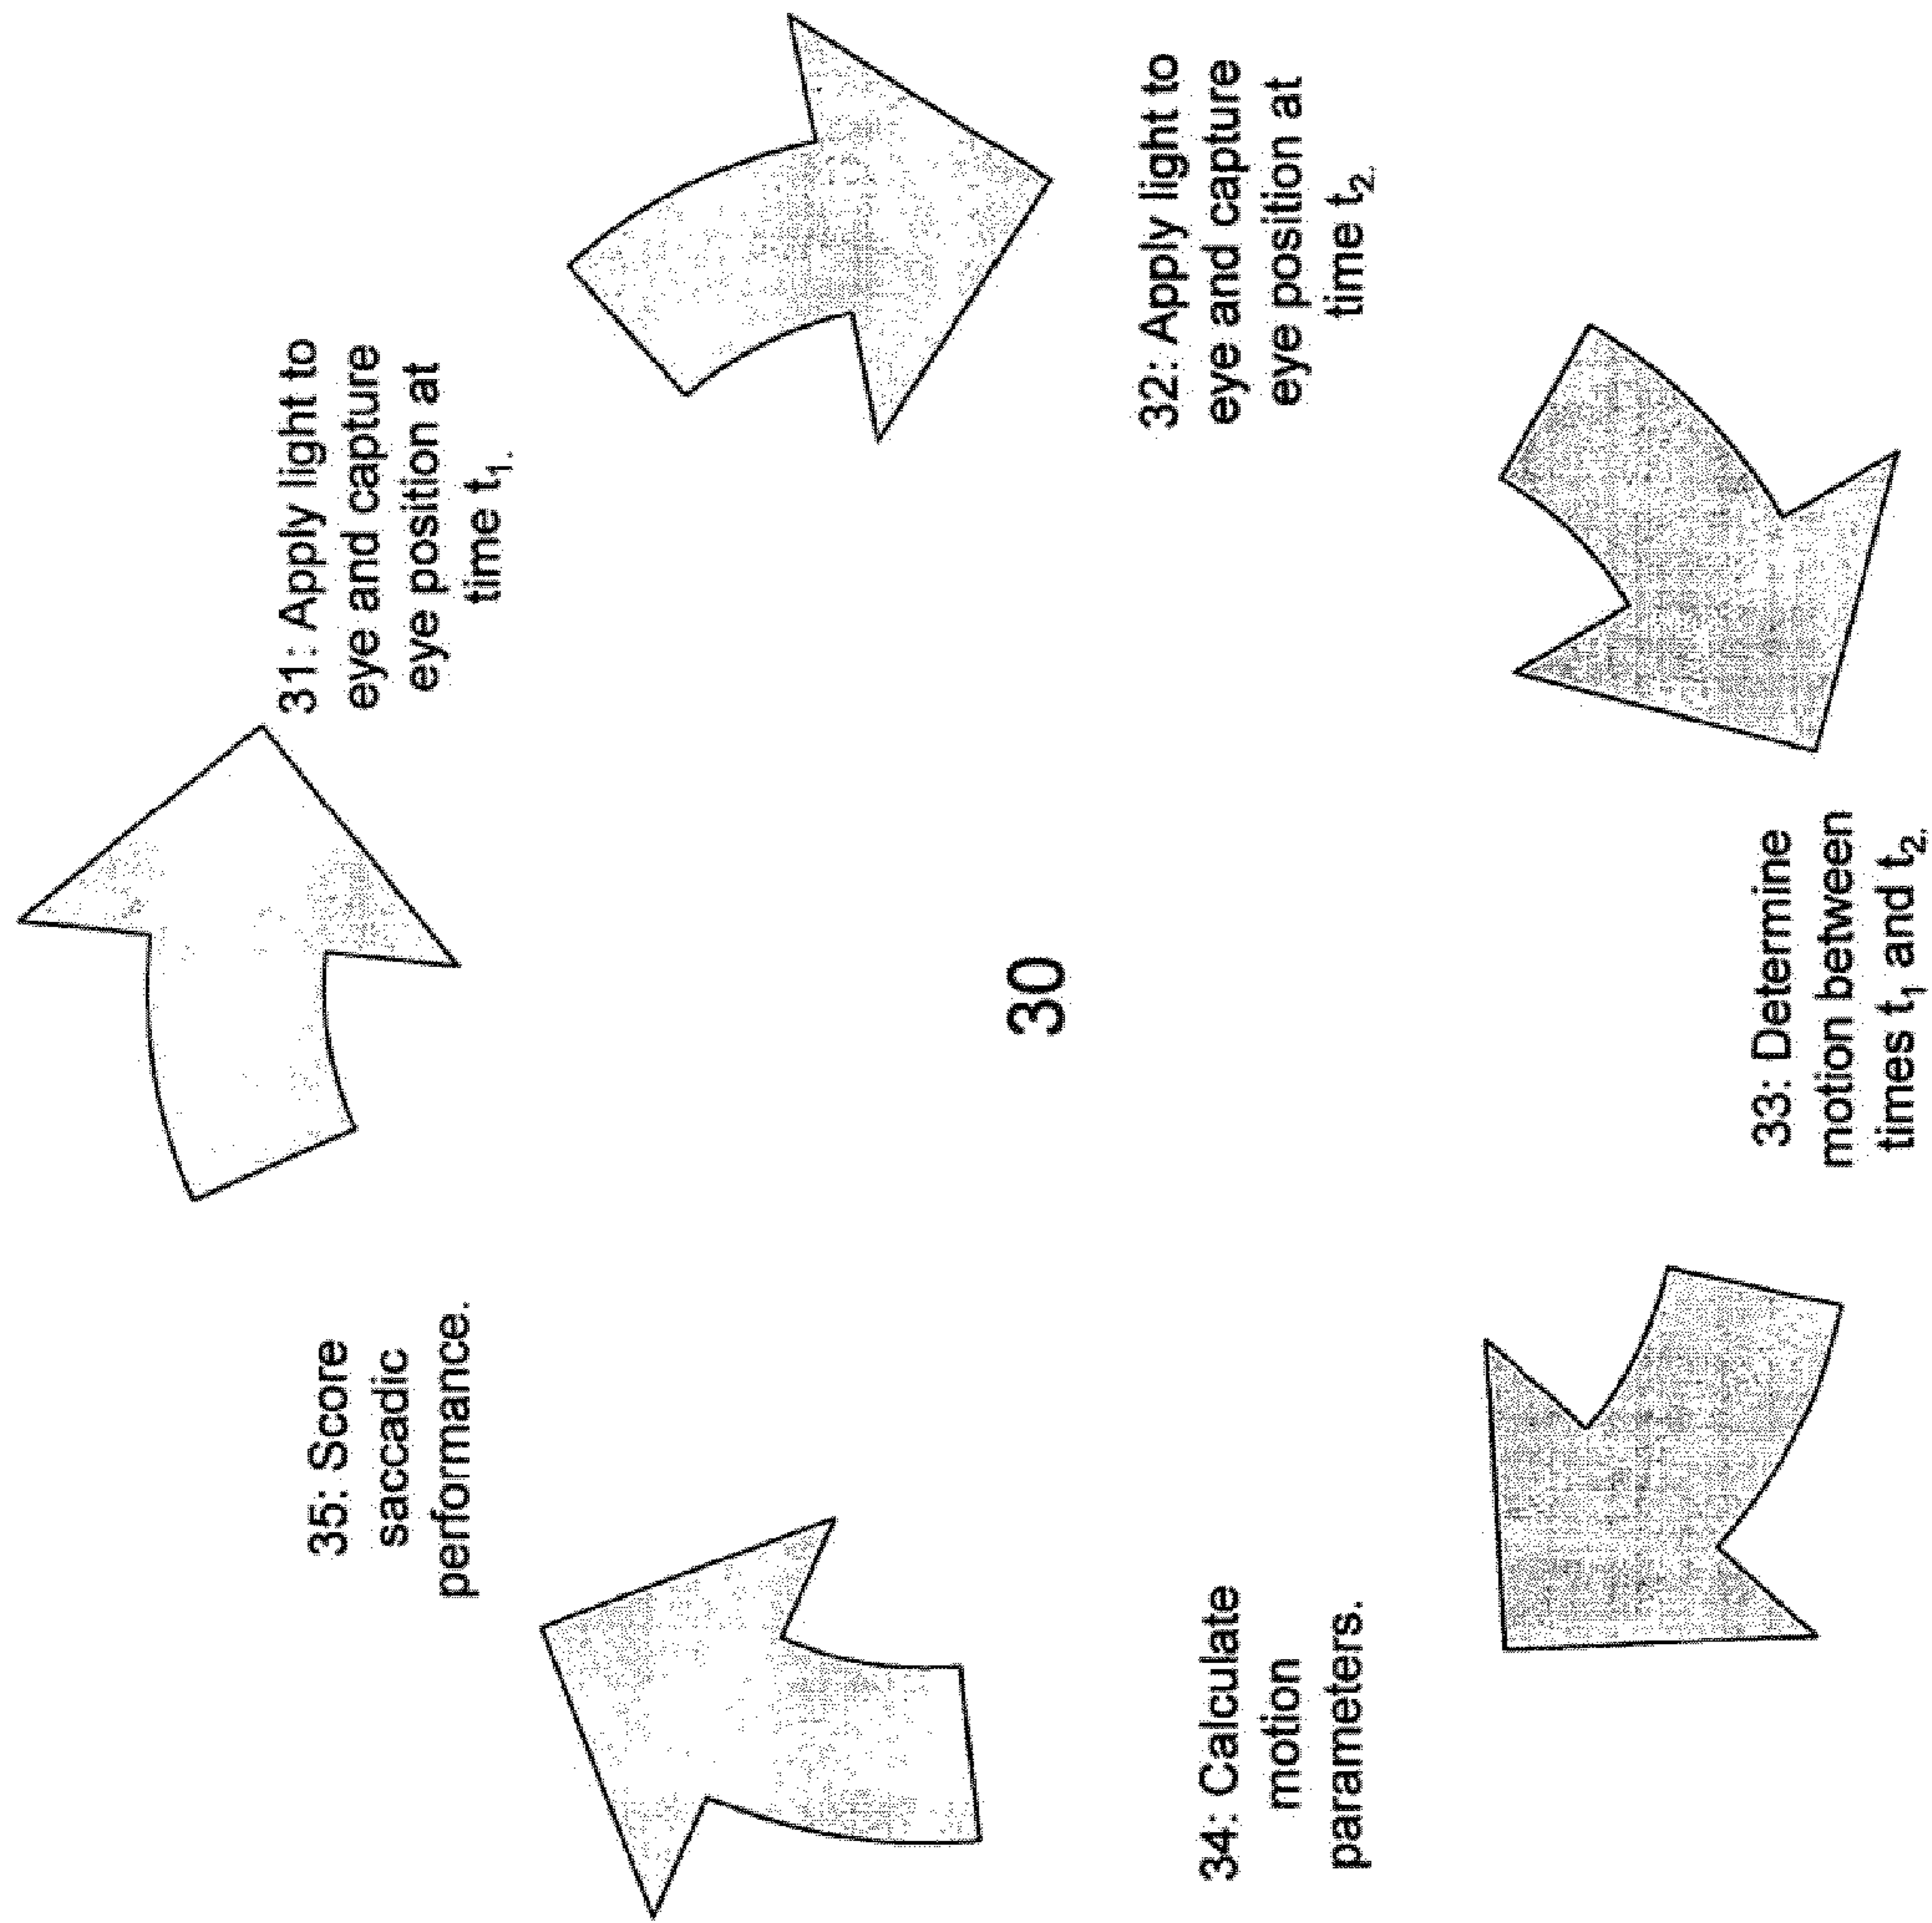 31: Apply light to
eye and capture
eye position at
time t₁.
32: Apply light to
eye and capture
eye position at
time t₂.
33: Determine
motion between
times t₁ and t₂.
34: Calculate
motion
parameters.
35: Score
saccadic
performance.
30